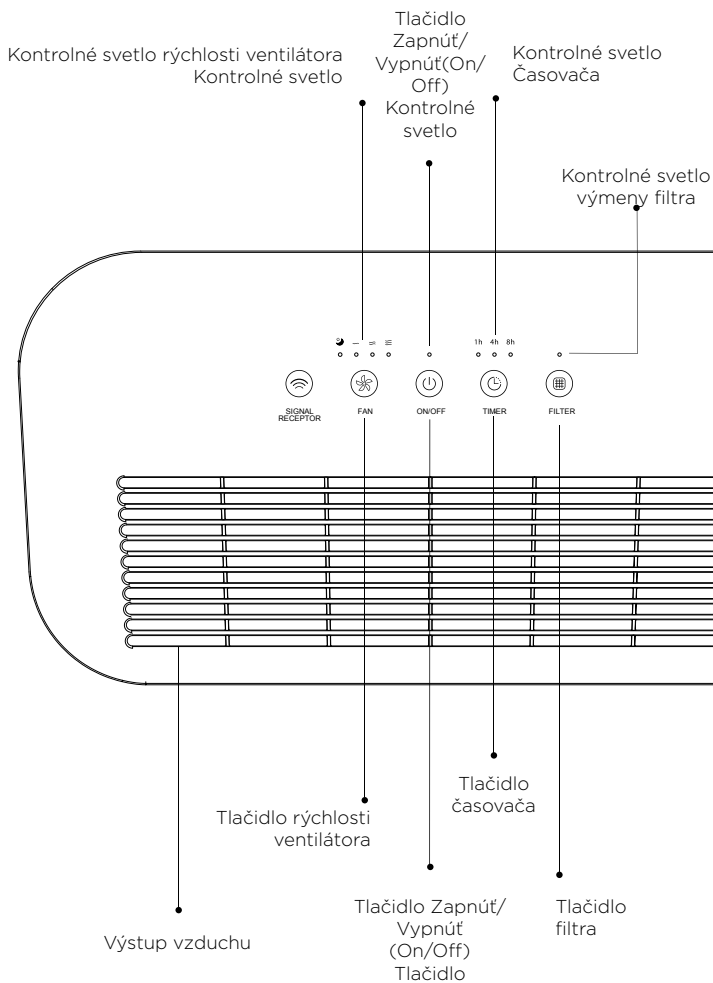 Kontrolné svetlo rýchlosti ventilátora
Kontrolné svetlo
Tlačidlo
Zapnúť/
Vypnúť(On/
Off)
Kontrolné
svetlo
Kontrolné svetlo
Časovača
Kontrolné svetlo
výmeny filtra
1h 4h 8h
SIGNAL
RECEPTOR
FAN
ON/OFF
TIMER
FILTER
Tlačidlo rýchlosti
ventilátora
Tlačidlo
časovača
Výstup vzduchu
Tlačidlo Zapnúť/
Vypnúť
(On/Off)
Tlačidlo
Tlačidlo
filtra